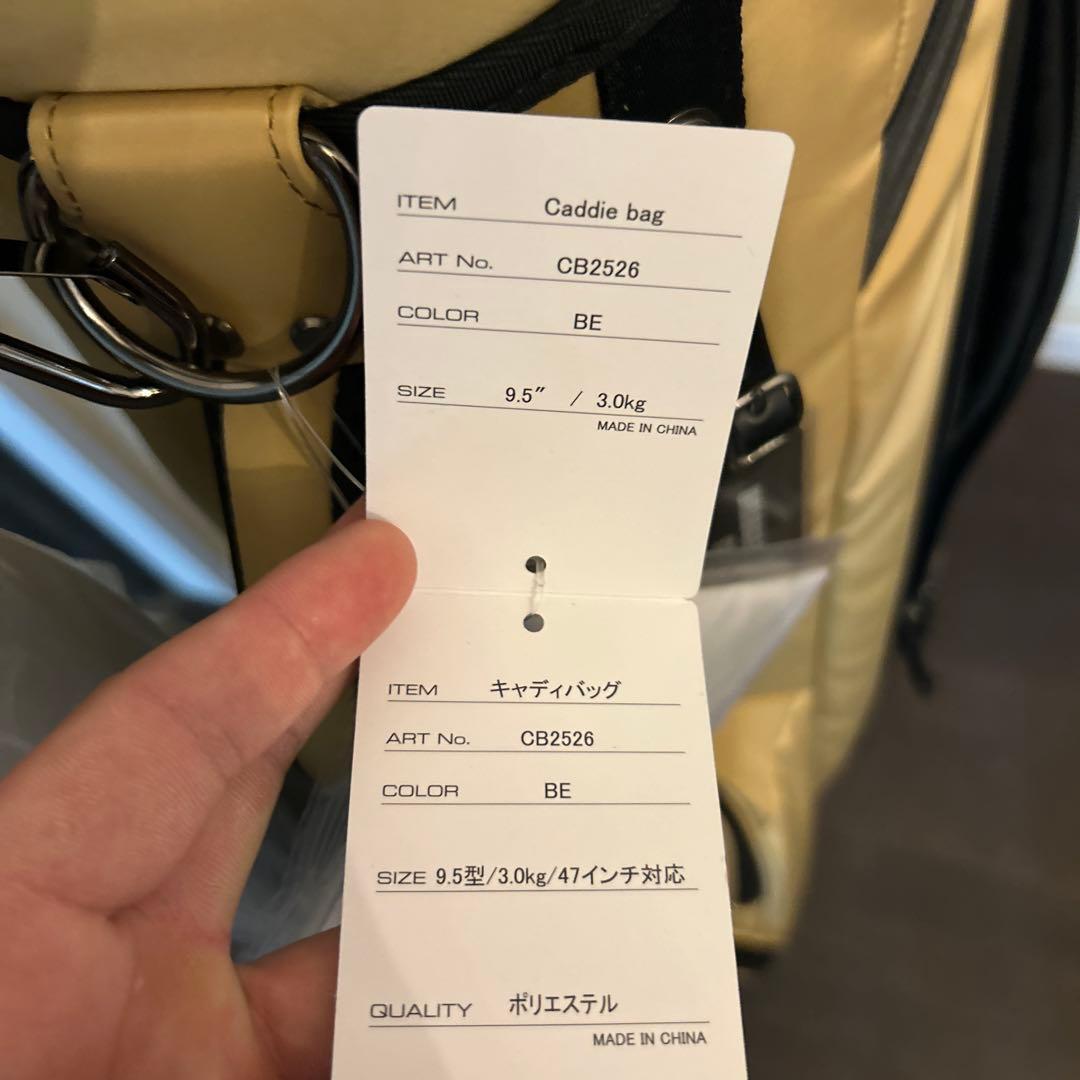 ITEM Caddie bag
ART No. CB2526
COLOR BE
SIZE 9.5″ / 3.0kg
MADE IN CHINA
ITEM キャディバッグ
ART No. CB2526
COLOR BE
SIZE 9.5型/3.0kg/47インチ対応
QUALITY ポリエステル
MADE IN CHINA